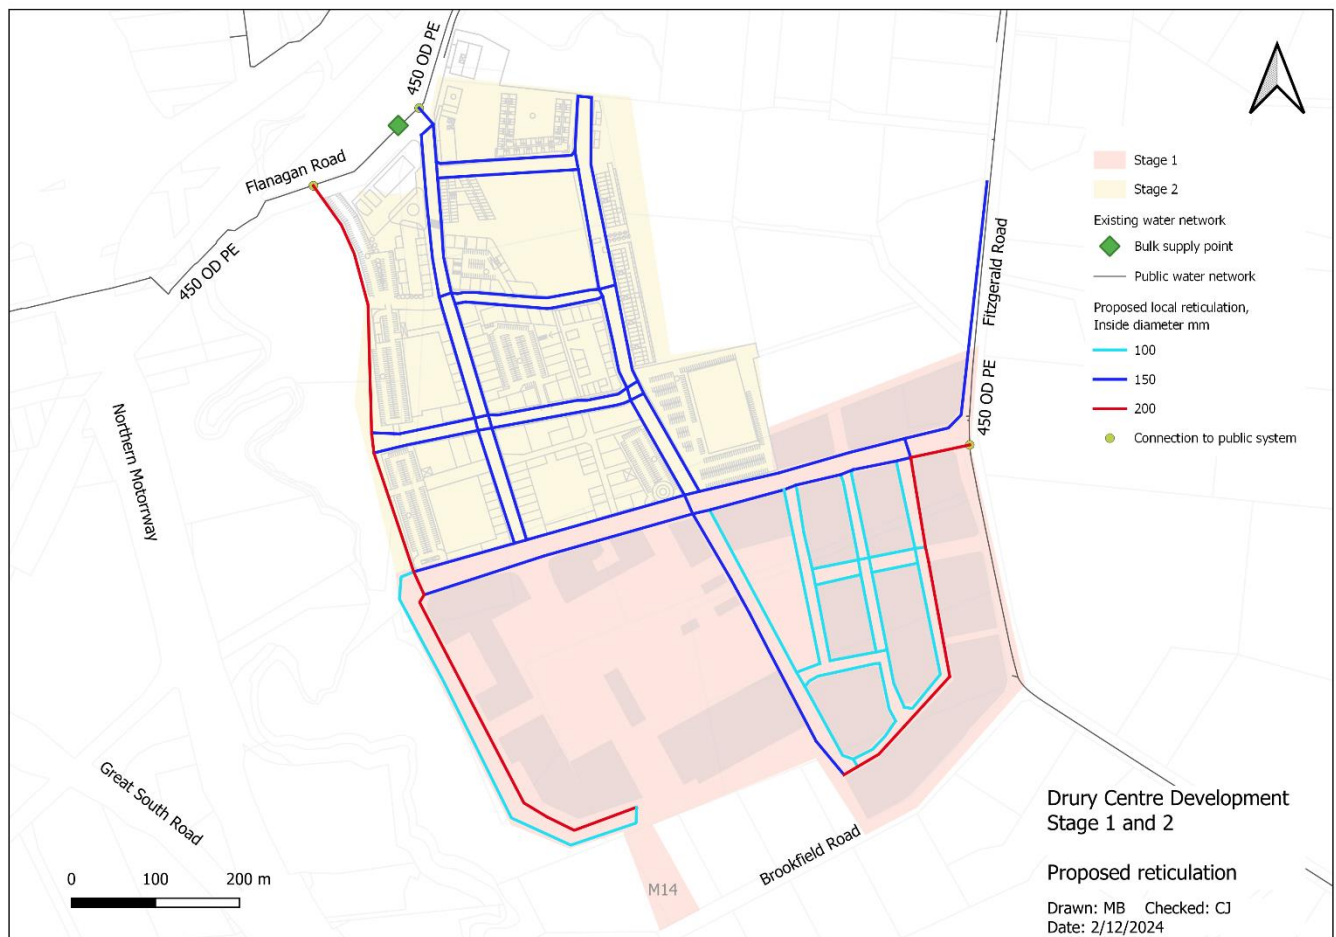 450 OD PE
Flanagan Road
450 OD PE
Northern Motorrway
Great South Road
0 100 200 m
M14
Brookfield Road
Fitzgerald Road
450 OD PE
Stage 1
Stage 2
Existing water network
Bulk supply point
Public water network
Proposed local reticulation,
Inside diameter mm
100
150
200
Connection to public system
Drury Centre Development
Stage 1 and 2
Proposed reticulation
Drawn: MB Checked: CJ
Date: 2/12/2024